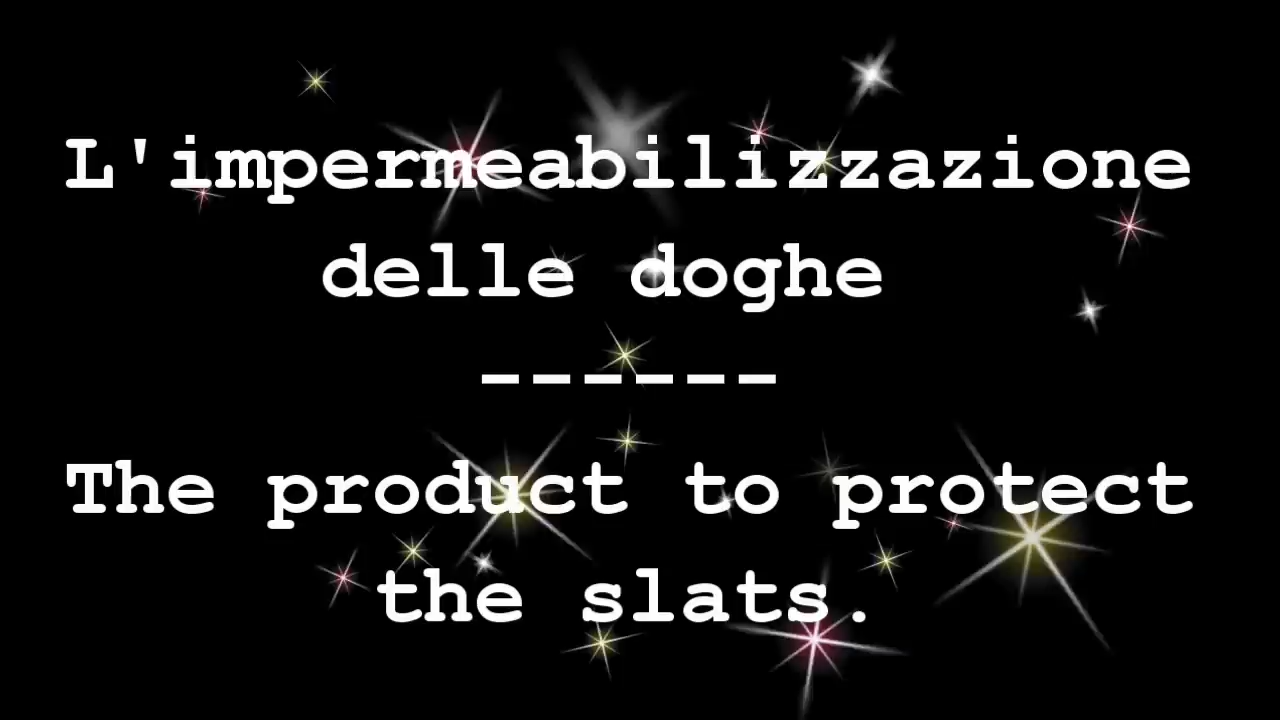 L'impermeabilizzazione
delle doghe
------
The product to protect
the slats.